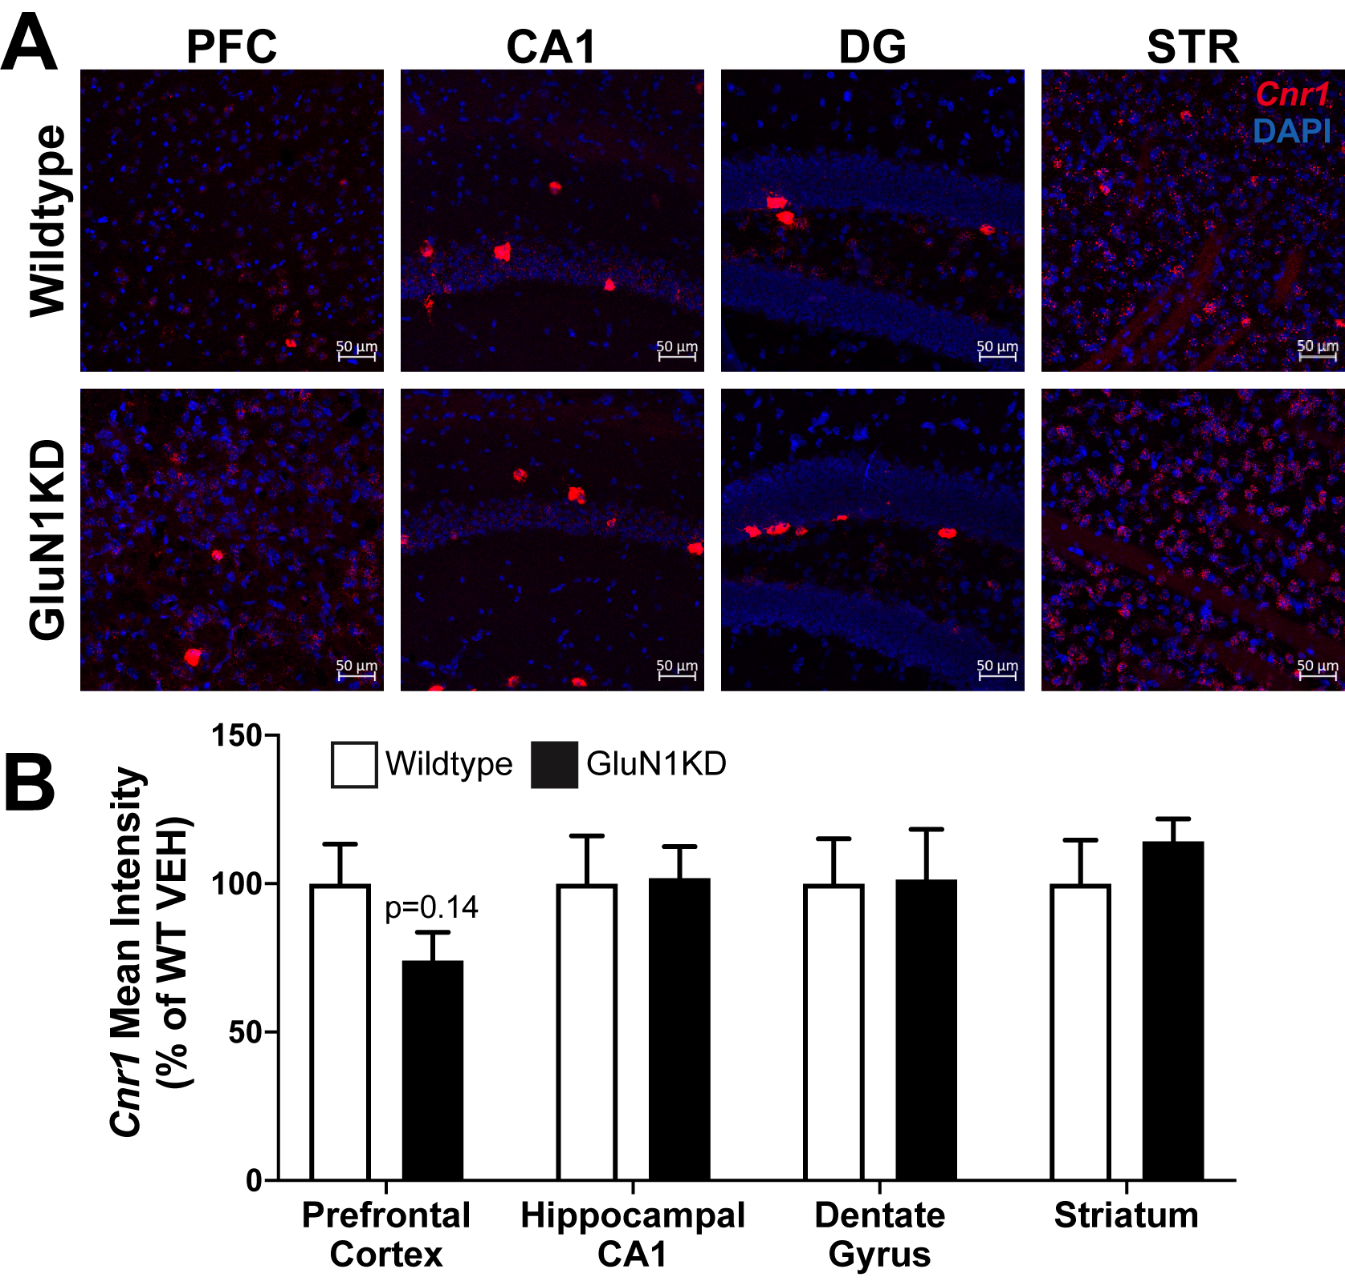 A
PFC
CA1
DG
STR
Wildtype
Cnr1
DAPI
50 µm
50 µm
50 µm
50 µm
GluN1KD
50 µm
50 µm
50 µm
50 µm
B
Cnr1 Mean Intensity
(% of WT VEH)
150
100
50
0
Wildtype
GluN1KD
p=0.14
Prefrontal
Cortex
Hippocampal
CA1
Dentate
Gyrus
Striatum